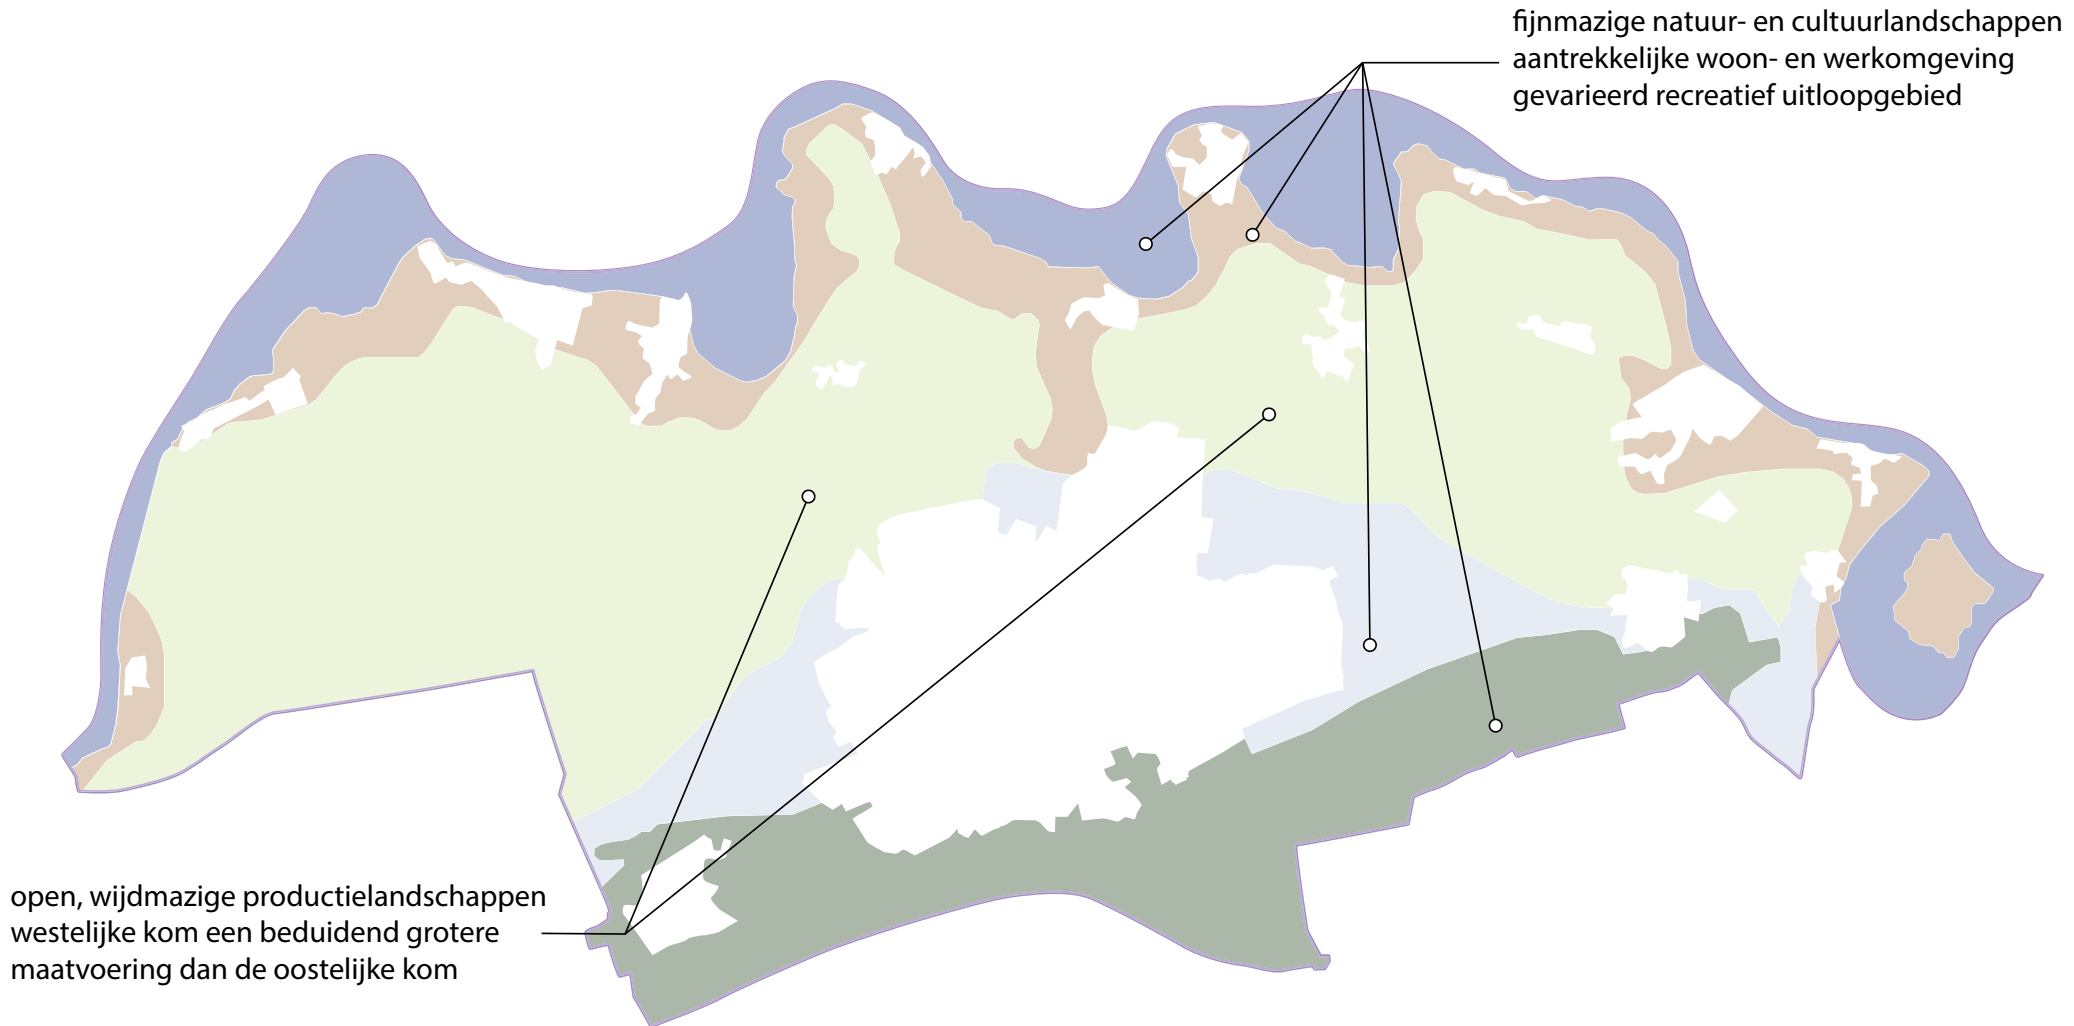 fijnmazige natuur- en cultuurlandschappen
aantrekkelijke woon- en werkomgeving
gevarieerd recreatief uitloopgebied
open, wijdmazige productielandschappen
westelijke kom een beduidend grotere
maatvoering dan de oostelijke kom